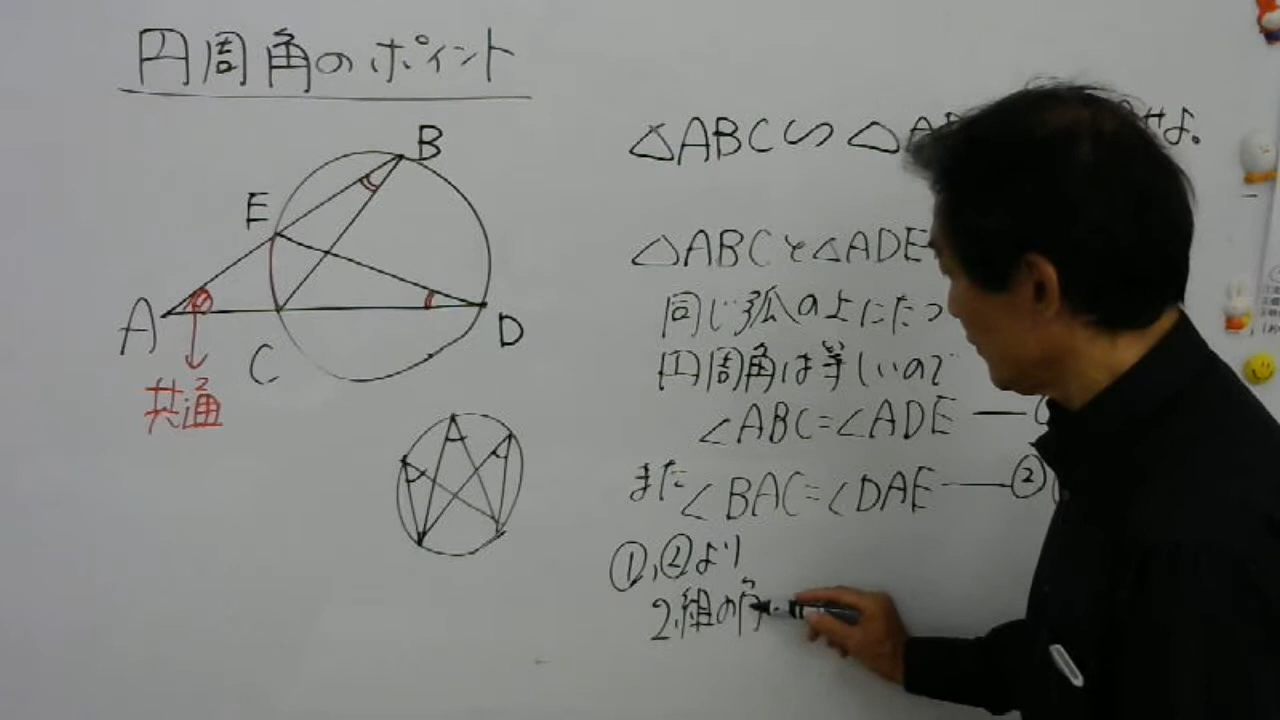 円周角のポイント
B
E
A
C
D
共通
△ABC∽△A
せよ。
△ABCと△ADE
同じ弧の上にたつ
円周角は等しいので
∠ABC=∠ADE ―
また∠BAC=∠DAE ― ②
①,②より
2組の角